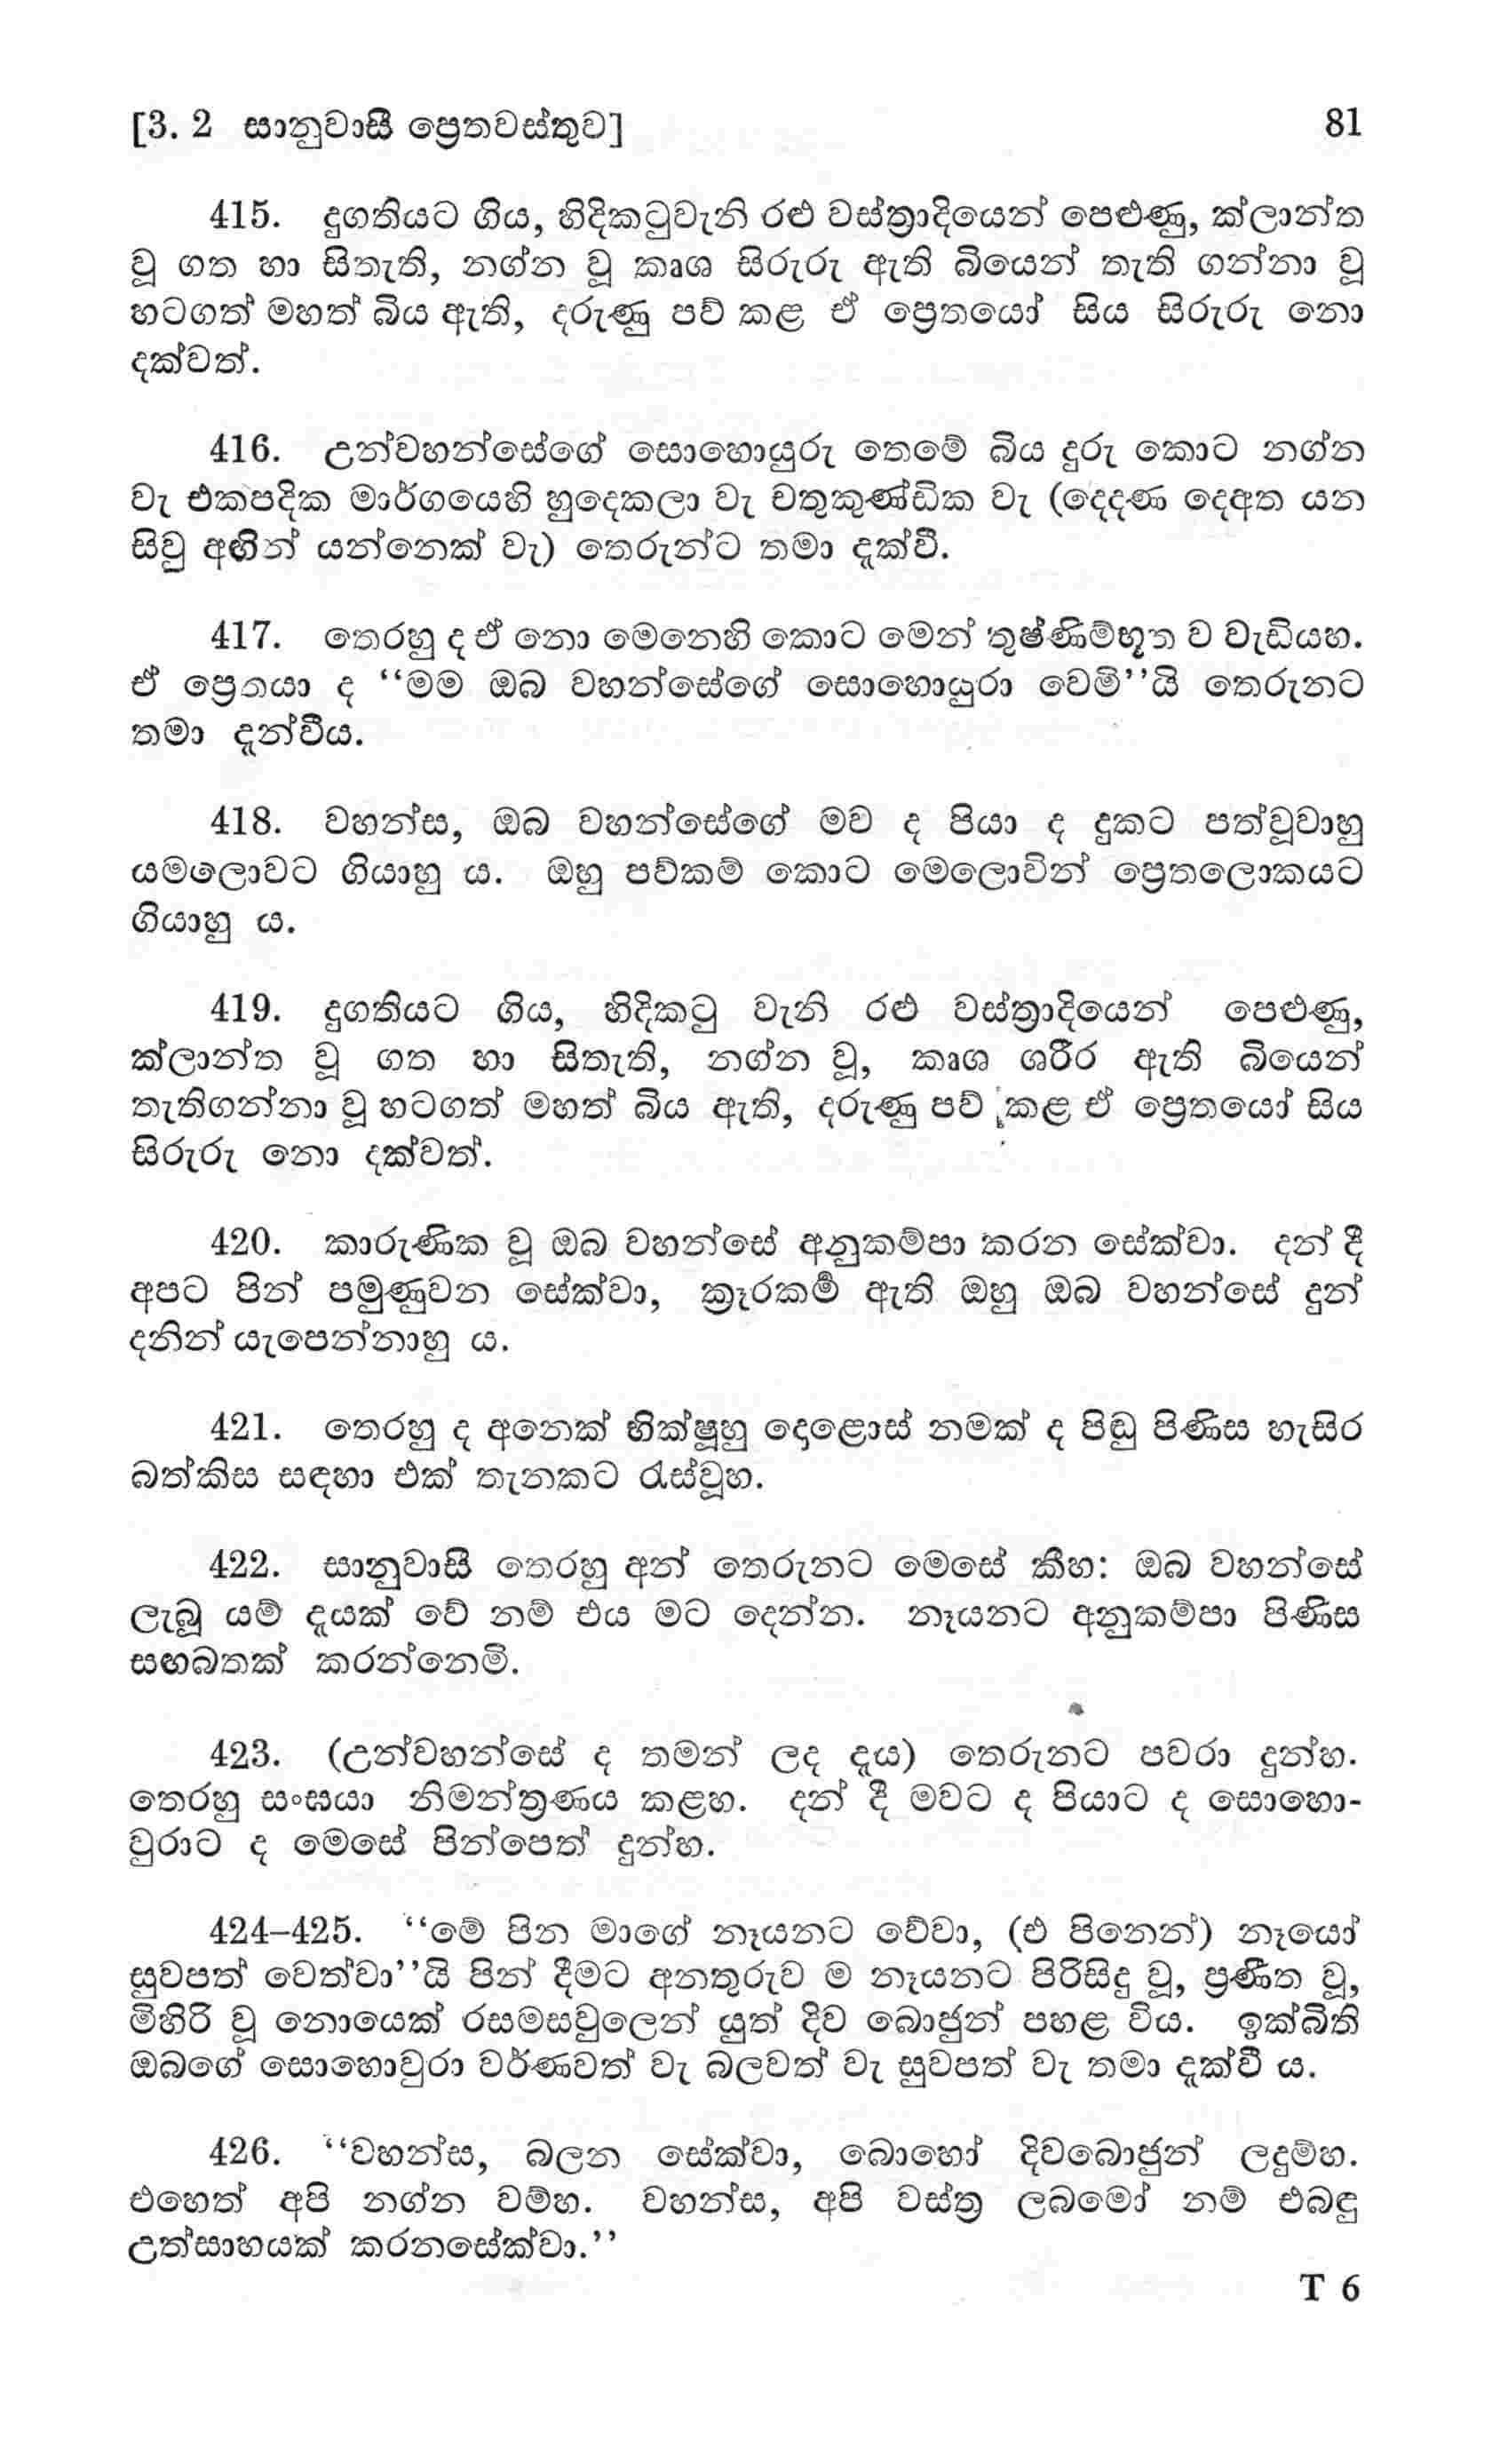 [3. 2 සානුවාසී ප්‍රෙතවස්තුව] 81
415. දුගතියට ගිය, හිදිකටුවැනි රළු වස්ත්‍රාදියෙන් පෙළුණු, ක්ලාන්ත
වූ ගත හා සිතැති, නග්න වූ කෘශ සිරුරු ඇති බියෙන් තැති ගන්නා වූ
හටගත් මහත් බිය ඇති, දරුණු පව් කළ ඒ ප්‍රෙතයෝ සිය සිරුරු නො
දක්වත්.
416. උන්වහන්සේගේ සොහොයුරු තෙමේ බිය දුරු කොට නග්න
වැ එකපදික මාර්ගයෙහි හුදෙකලා වැ චතුකුණ්ඩික වැ (දෙදණ දෙඅත යන
සිවු අඟින් යන්නෙක් වැ) තෙරුන්ට තමා දැක්වී.
417. තෙරහු ද ඒ නො මෙනෙහි කොට මෙන් තුෂ්ණිම්භූත ව වැඩියහ.
ඒ ප්‍රෙතයා ද “මම ඔබ වහන්සේගේ සොහොයුරා වෙමි”යි තෙරුනට
තමා දැන්වීය.
418. වහන්ස, ඔබ වහන්සේගේ මව ද පියා ද දුකට පත්වූවාහු
යමලොවට ගියාහු ය. ඔහු පව්කම් කොට මෙලොවින් ප්‍රෙතලොකයට
ගියාහු ය.
419. දුගතියට ගිය, හිදිකටු වැනි රළු වස්ත්‍රාදියෙන් පෙළුණු,
ක්ලාන්ත වූ ගත හා සිතැති, නග්න වූ, කෘශ ශරීර ඇති බියෙන්
තැතිගන්නා වූ හටගත් මහත් බිය ඇති, දරුණු පව් කළ ඒ ප්‍රෙතයෝ සිය
සිරුරු නො දක්වත්.
420. කාරුණික වූ ඔබ වහන්සේ අනුකම්පා කරන සේක්වා. දන් දී
අපට පින් පමුණුවන සේක්වා, ක්‍රෑරකර්‍ම ඇති ඔහු ඔබ වහන්සේ දුන්
දනින් යැපෙන්නාහු ය.
421. තෙරහු ද අනෙක් භික්ෂූහු දොළොස් නමක් ද පිඬු පිණිස හැසිර
බත්කිස සඳහා එක් තැනකට රැස්වූහ.
422. සානුවාසී තෙරහු අන් තෙරුනට මෙසේ කීහ: ඔබ වහන්සේ
ලැබූ යම් දැයක් වේ නම් එය මට දෙන්න. නෑයනට අනුකම්පා පිණිස
සඟබතක් කරන්නෙමි.
423. (උන්වහන්සේ ද තමන් ලද දැය) තෙරුනට පවරා දුන්හ.
තෙරහු සංඝයා නිමන්ත්‍රණය කළහ. දන් දී මවට ද පියාට ද සොහො-
වුරාට ද මෙසේ පින්පෙත් දුන්හ.
424–425. “මේ පින මාගේ නෑයනට වේවා, (එ පිනෙන්) නෑයෝ
සුවපත් වෙත්වා”යි පින් දීමට අනතුරුව ම නෑයනට පිරිසිදු වූ, ප්‍රණීත වූ,
මිහිරි වූ නොයෙක් රසමසවුලෙන් යුත් දිව බොජුන් පහළ විය. ඉක්බිති
ඔබගේ සොහොවුරා වර්ණවත් වැ බලවත් වැ සුවපත් වැ තමා දැක්වී ය.
426. “වහන්ස, බලන සේක්වා, බොහෝ දිවබොජුන් ලදුම්හ.
එහෙත් අපි නග්න වම්හ. වහන්ස, අපි වස්ත්‍ර ලබමෝ නම් එබඳු
උත්සාහයක් කරනසේක්වා.”
T 6